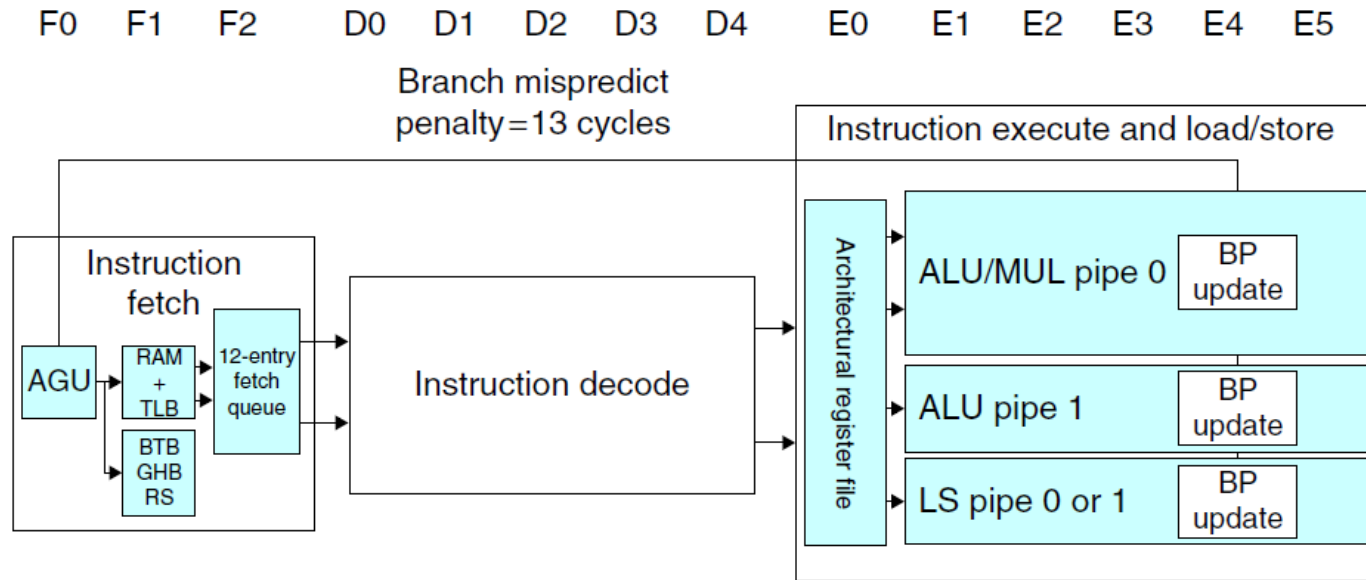 F0 F1 F2 D0 D1 D2 D3 D4 E0 E1 E2 E3 E4 E5
Branch mispredict
penalty=13 cycles
Instruction execute and load/store
Instruction
fetch
AGU
RAM
+
TLB
BTB
GHB
RS
12-entry
fetch
queue
Instruction decode
Architectural register file
ALU/MUL pipe 0
BP
update
ALU pipe 1
BP
update
LS pipe 0 or 1
BP
update